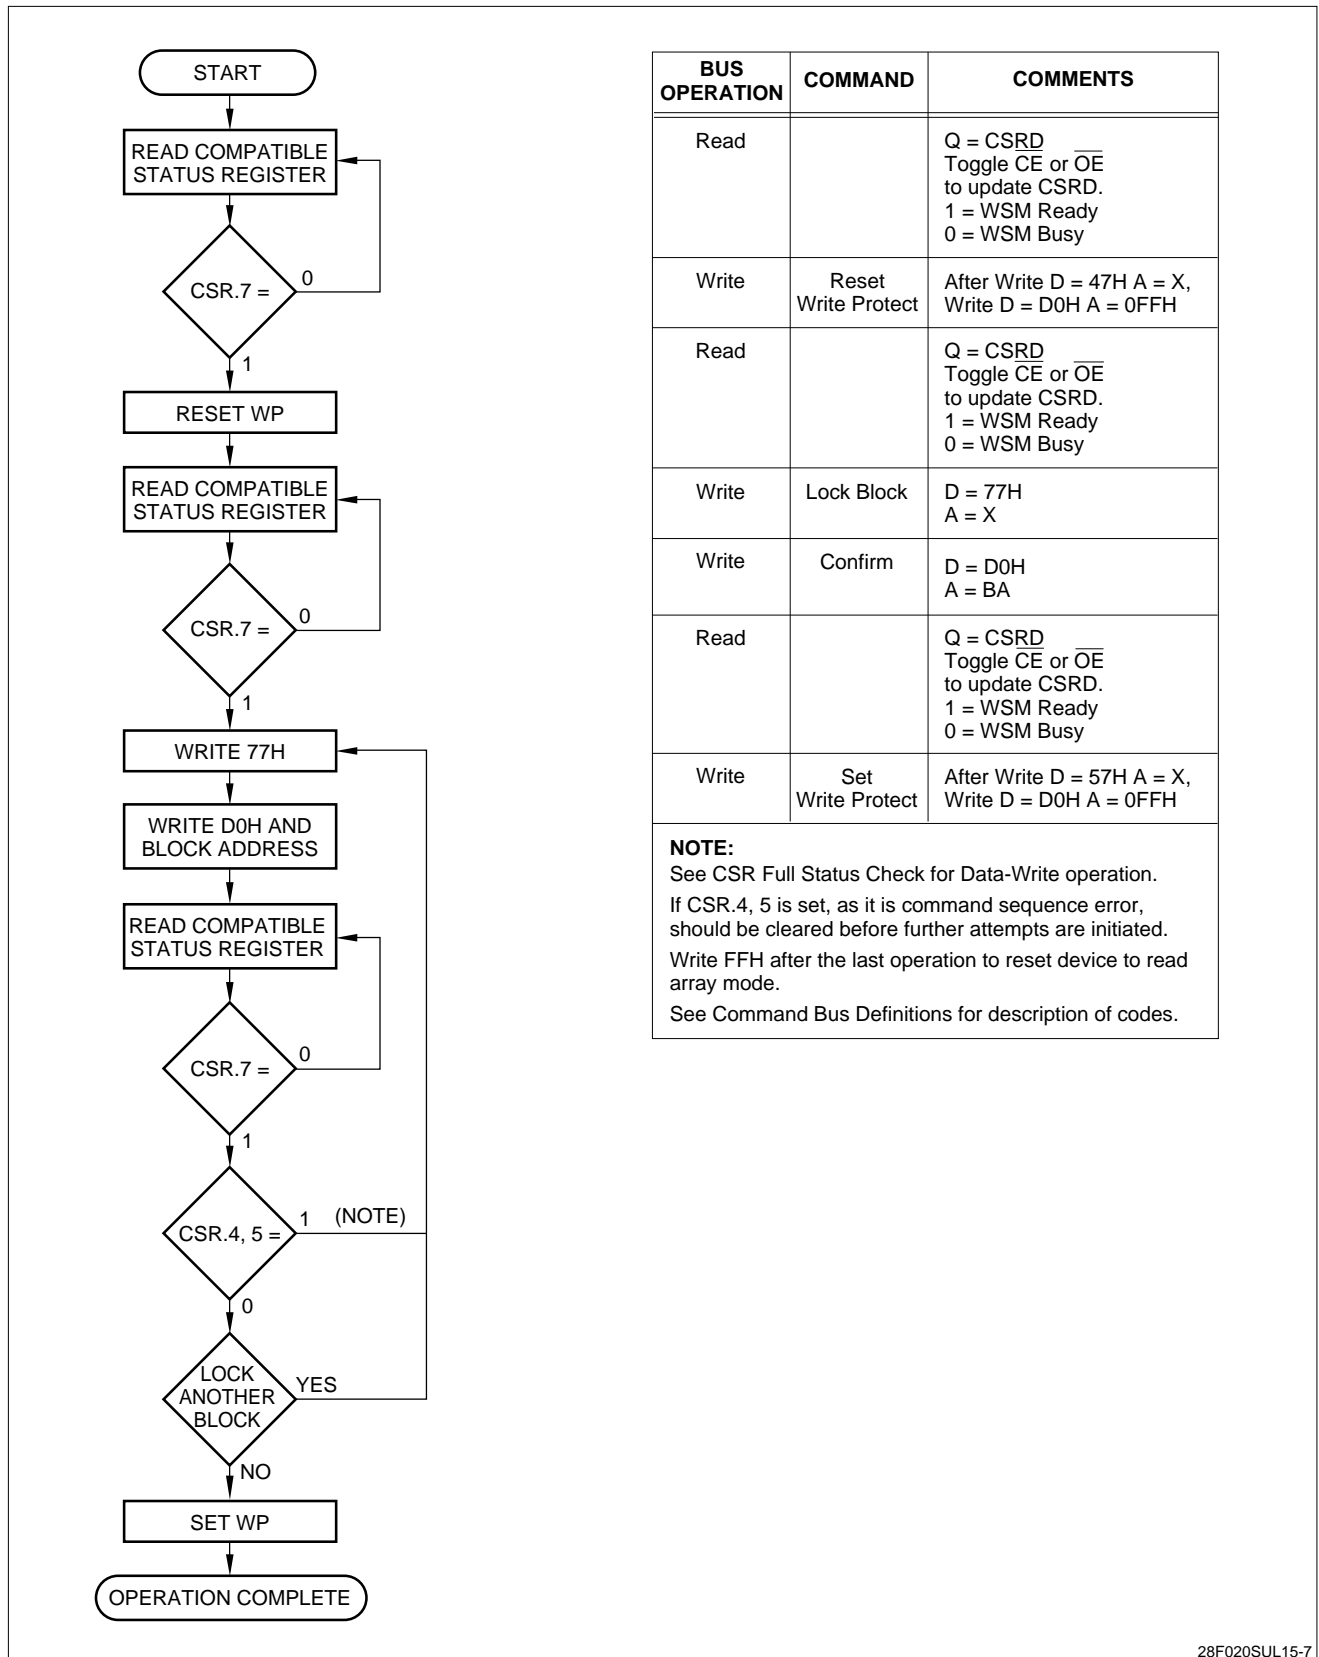 START
READ COMPATIBLE
STATUS REGISTER
CSR.7 =
0
1
RESET WP
READ COMPATIBLE
STATUS REGISTER
CSR.7 =
0
1
WRITE 77H
WRITE D0H AND
BLOCK ADDRESS
READ COMPATIBLE
STATUS REGISTER
CSR.7 =
0
1
CSR.4, 5 =
1 (NOTE)
0
LOCK
ANOTHER
BLOCK
YES
NO
SET WP
OPERATION COMPLETE
BUS
OPERATION
COMMAND
COMMENTS
Read
Q = CSRD
Toggle C̅E̅ or O̅E̅
to update CSRD.
1 = WSM Ready
0 = WSM Busy
Write
Reset
Write Protect
After Write D = 47H A = X,
Write D = D0H A = 0FFH
Read
Q = CSRD
Toggle C̅E̅ or O̅E̅
to update CSRD.
1 = WSM Ready
0 = WSM Busy
Write
Lock Block
D = 77H
A = X
Write
Confirm
D = D0H
A = BA
Read
Q = CSRD
Toggle C̅E̅ or O̅E̅
to update CSRD.
1 = WSM Ready
0 = WSM Busy
Write
Set
Write Protect
After Write D = 57H A = X,
Write D = D0H A = 0FFH
NOTE:
See CSR Full Status Check for Data-Write operation.
If CSR.4, 5 is set, as it is command sequence error,
should be cleared before further attempts are initiated.
Write FFH after the last operation to reset device to read
array mode.
See Command Bus Definitions for description of codes.
28F020SUL15-7